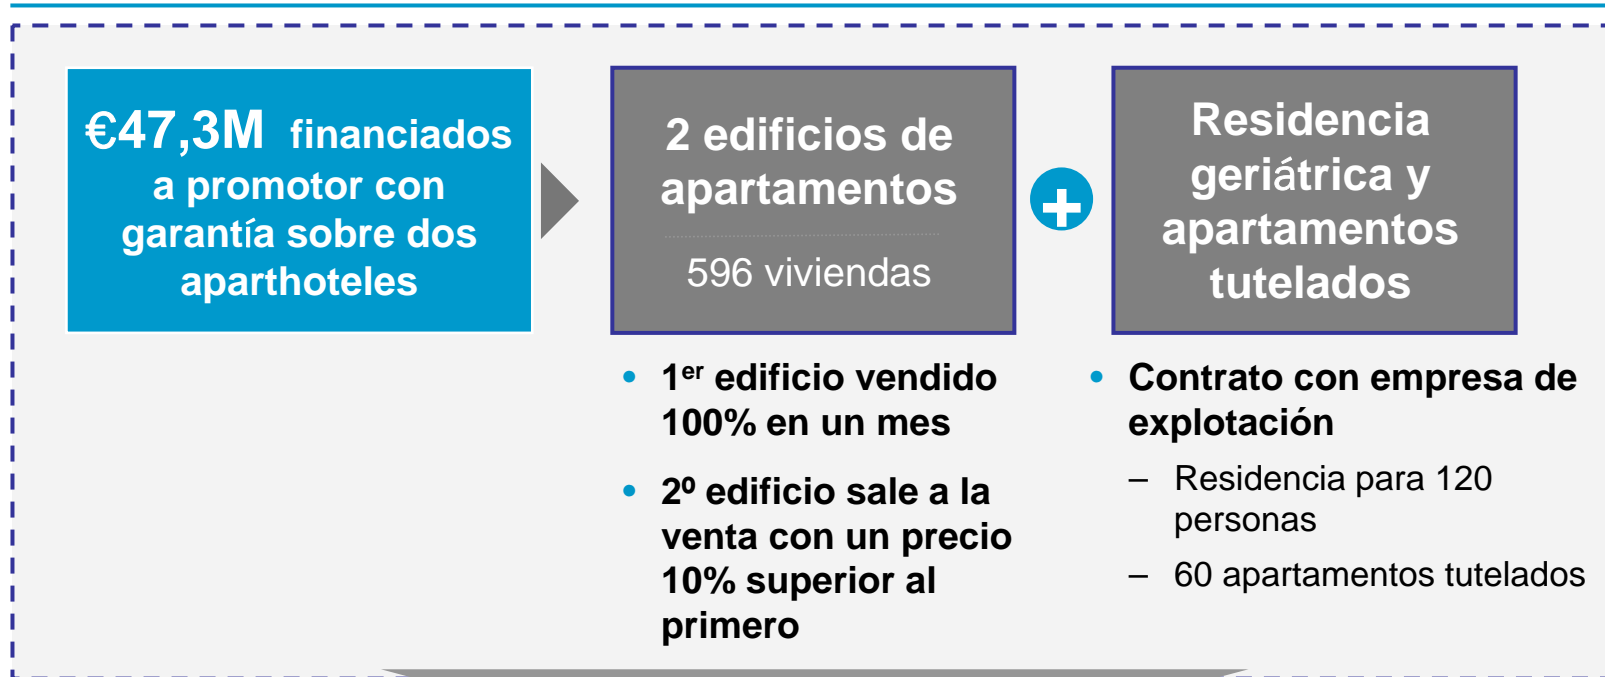 €47,3M financiados
a promotor con
garantía sobre dos
aparthoteles
2 edificios de
apartamentos
596 viviendas
+
Residencia
geriátrica y
apartamentos
tutelados
• 1er edificio vendido
100% en un mes
• 2º edificio sale a la
venta con un precio
10% superior al
primero
• Contrato con empresa de
explotación
– Residencia para 120
personas
– 60 apartamentos tutelados